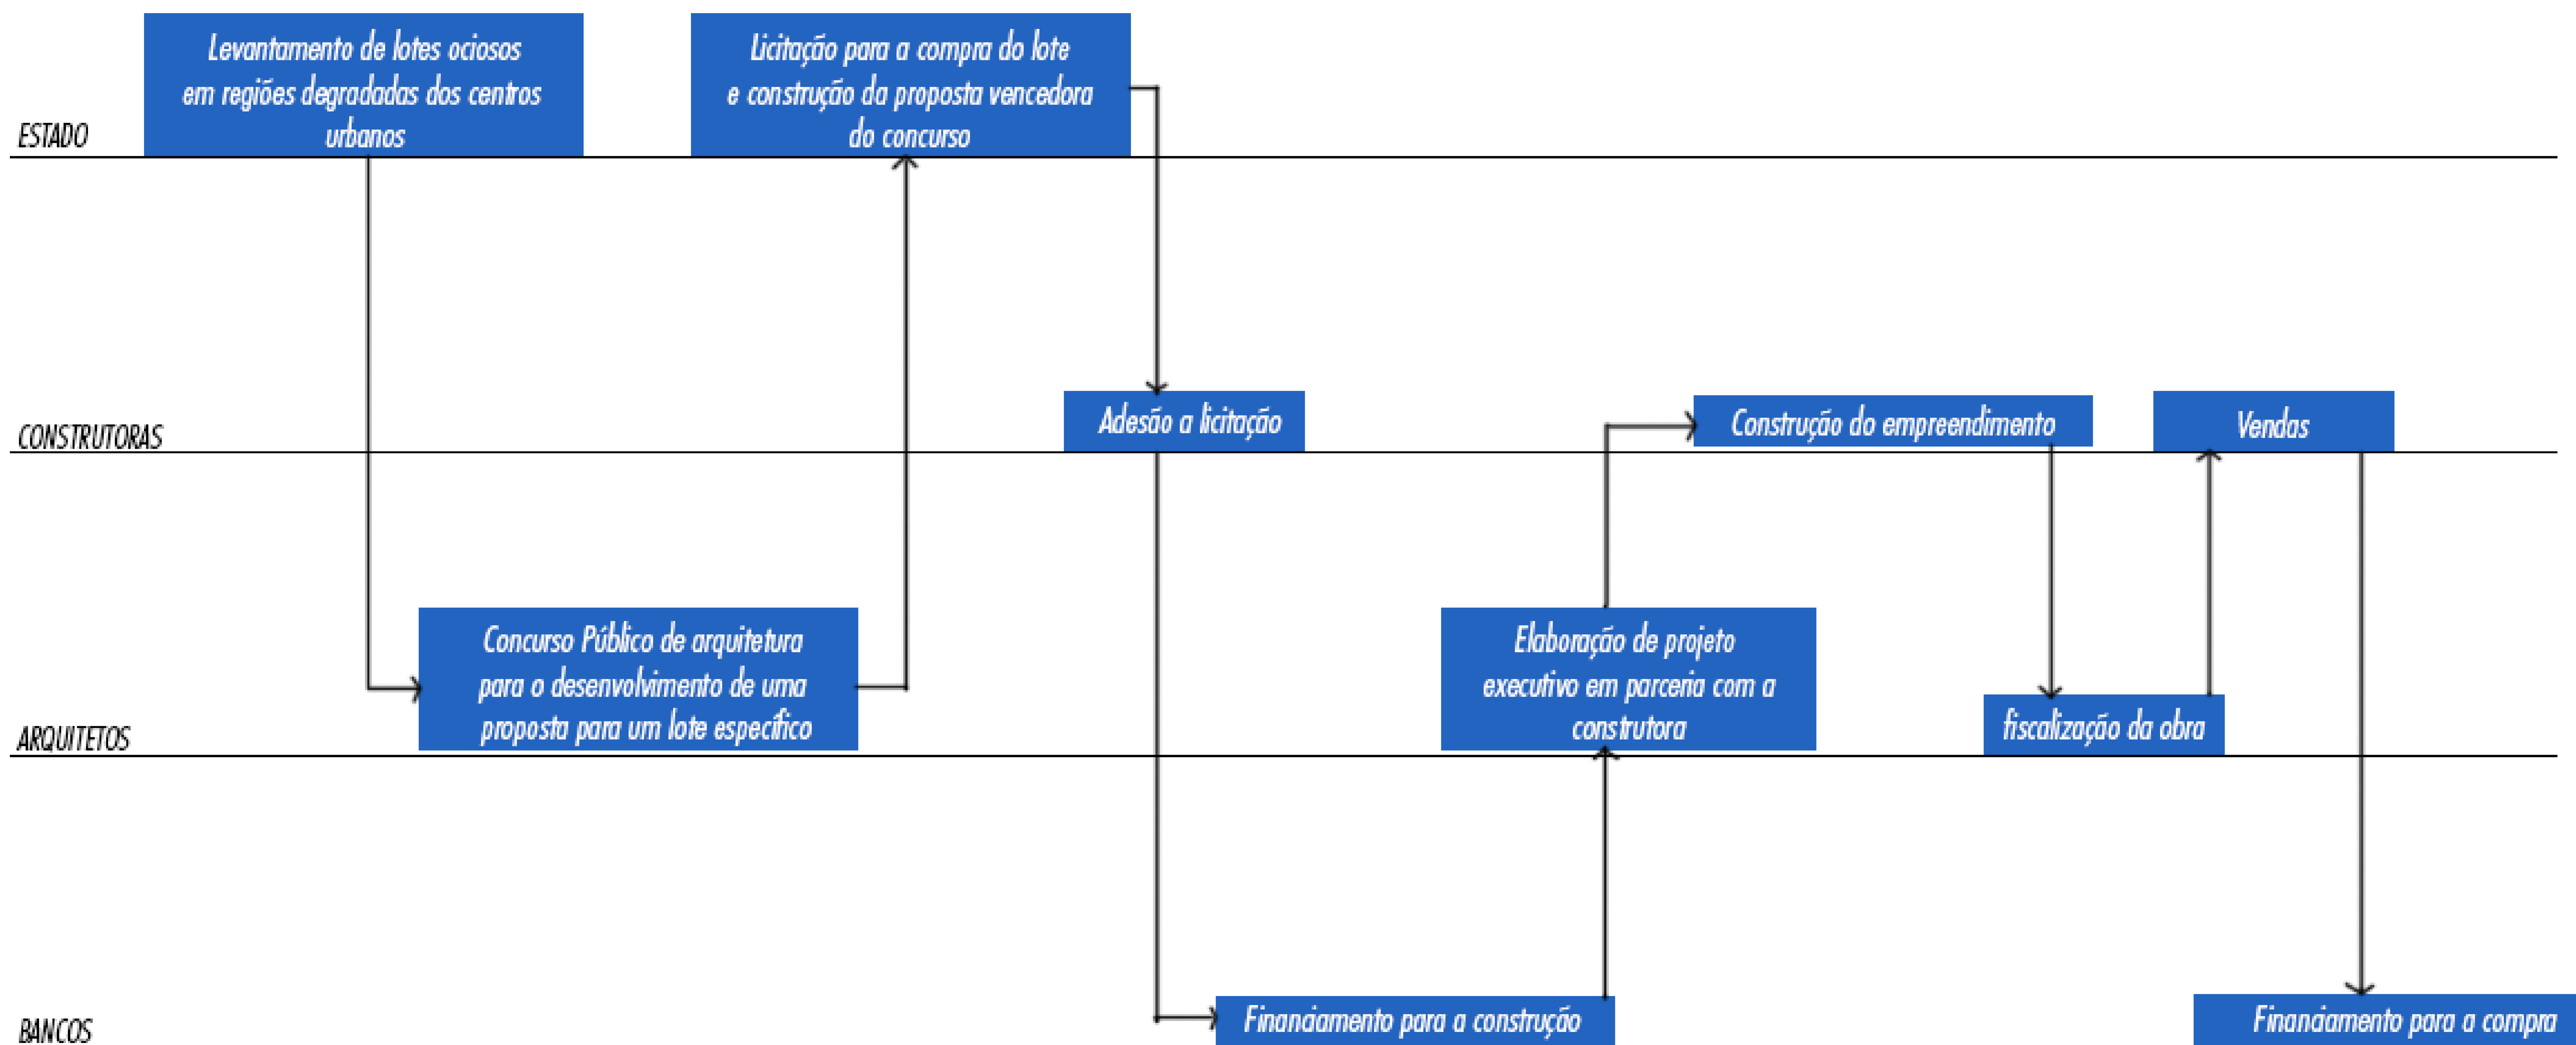 Levantamento de lotes ociosos
em regiões degradadas dos centros
urbanos
Licitação para a compra do lote
e construção da proposta vencedora
do concurso
ESTADO
Adesão a licitação
Construção do empreendimento
Vendas
CONSTRUTORAS
Concurso Público de arquitetura
para o desenvolvimento de uma
proposta para um lote específico
Elaboração de projeto
executivo em parceria com a
construtora
fiscalização da obra
ARQUITETOS
Financiamento para a construção
Financiamento para a compra
BANCOS